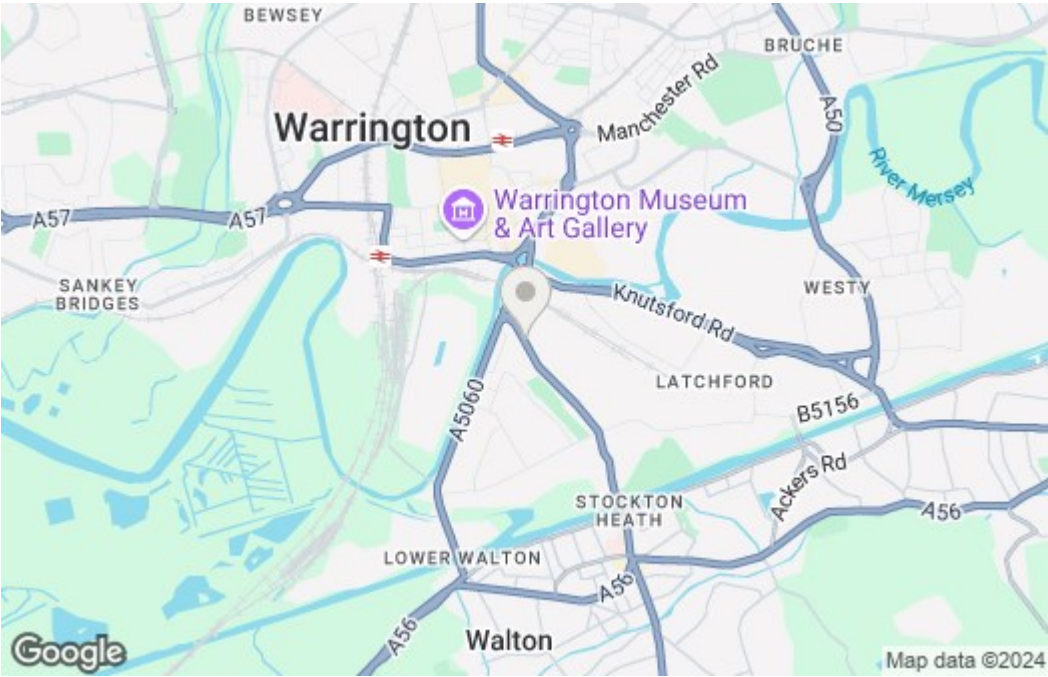 BEWSEY
BRUCHE
Manchester Rd
A50
Warrington
River Mersey
Warrington Museum
& Art Gallery
A57
A57
SANKEY
BRIDGES
WESTY
Knutsford Rd
LATCHFORD
A5060
B5156
Ackers Rd
STOCKTON
HEATH
A56
LOWER WALTON
A56
A56
Walton
Google
Map data ©2024